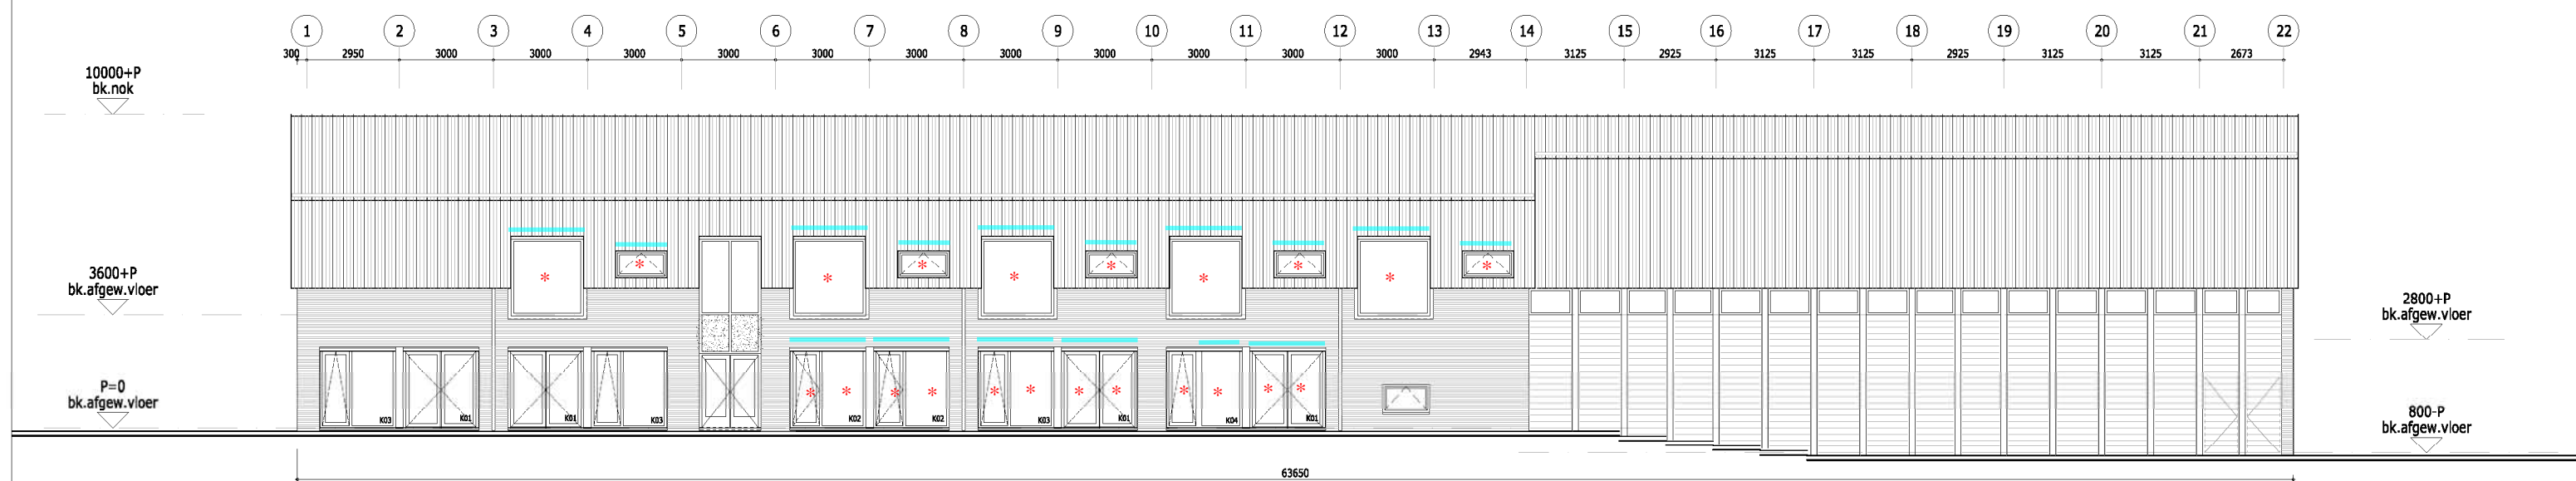 1 2 3 4 5 6 7 8 9 10 11 12 13 14 15 16 17 18 19 20 21 22
300 2950 3000 3000 3000 3000 3000 3000 3000 3000 3000 3000 3000 2943 3125 2925 3125 3125 2925 3125 3125 2673
10000+P
bk.nok
3600+P
bk.afgew.vloer
2800+P
bk.afgew.vloer
P=0
bk.afgew.vloer
K03 K01 K01 K03 K02 K02 K03 K01 K04 K01
800-P
bk.afgew.vloer
63650